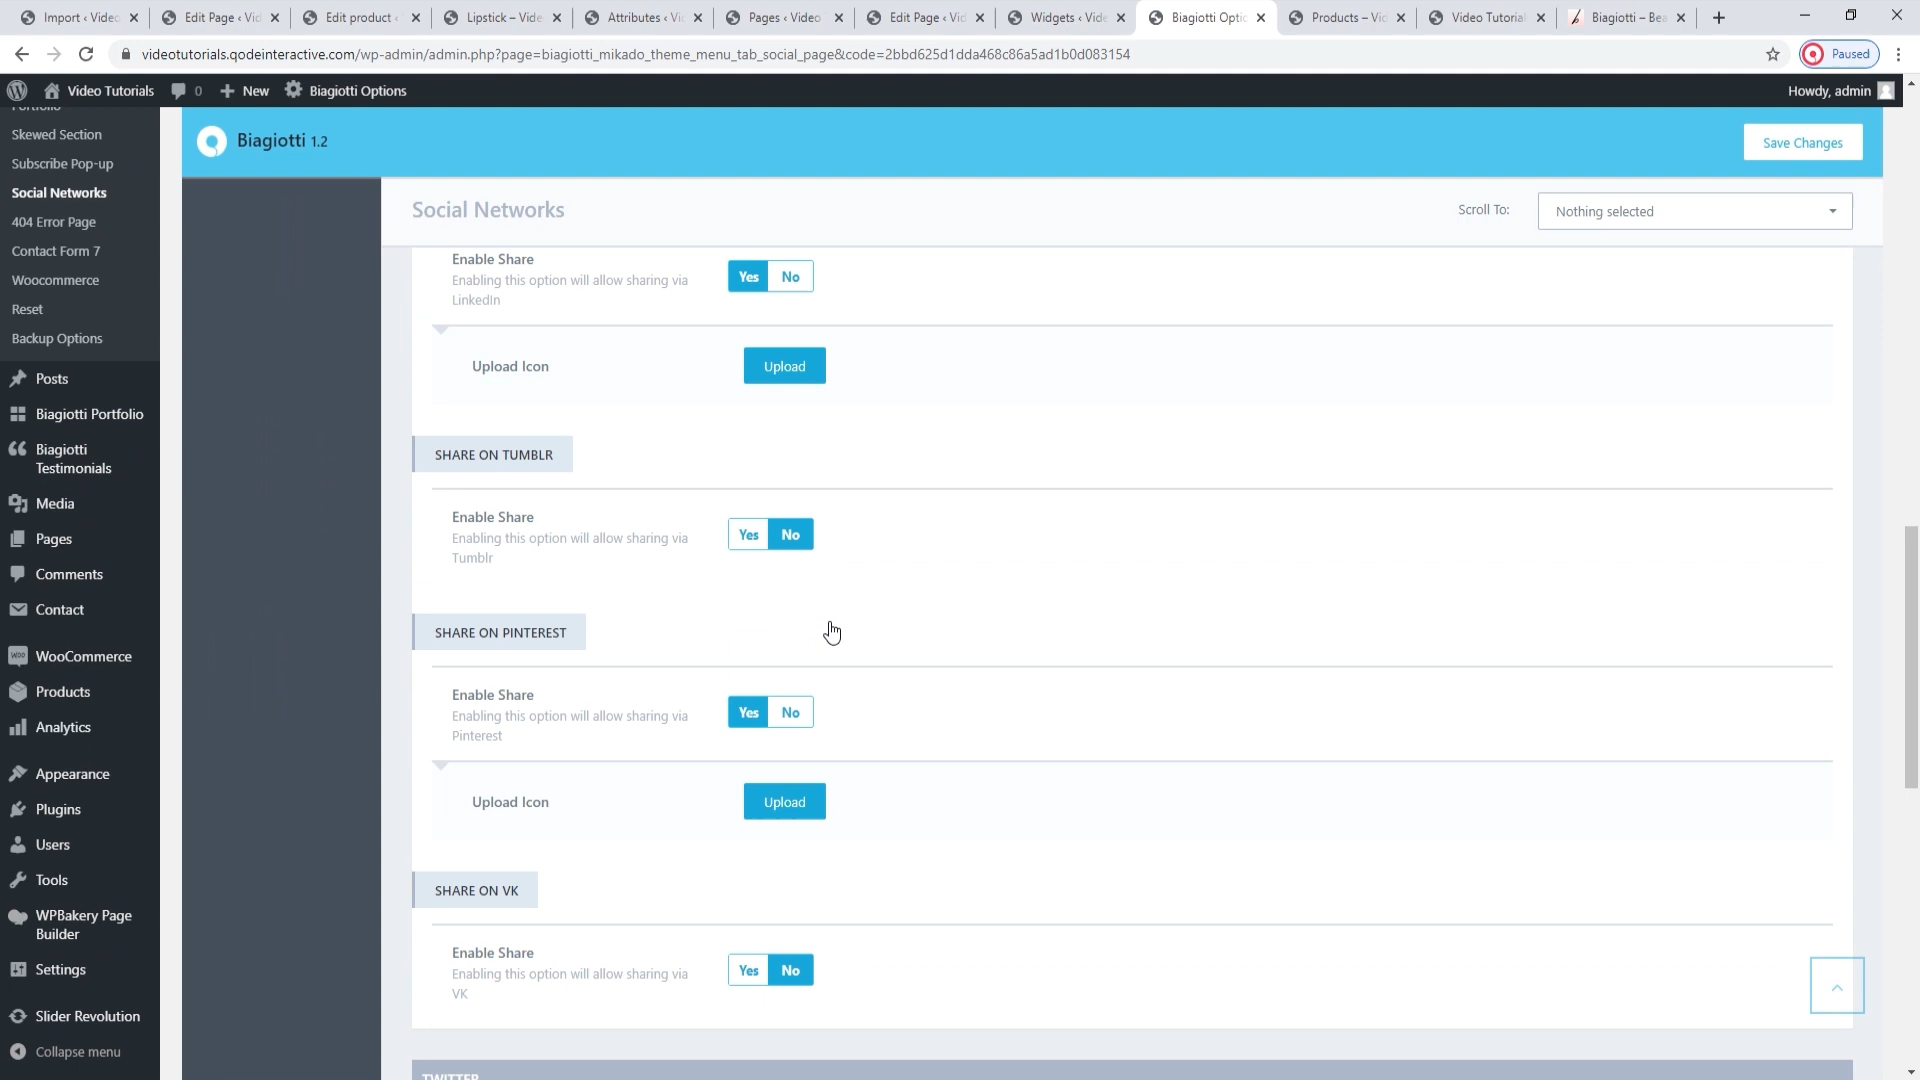 Import ‹ Videc
Edit Page ‹ Vid
Edit product ‹
Lipstick – Vide
Attributes ‹ Vi
Pages ‹ Video
Edit Page ‹ Vid
Widgets ‹ Vide
Biagiotti Optic
Products – Vic
Video Tutorial
Biagiotti – Bea
videotutorials.qodeinteractive.com/wp-admin/admin.php?page=biagiotti_mikado_theme_menu_tab_social_page&code=2bbd625d1dda468c86a5ad1b0d083154
Paused
Video Tutorials
0
New
Biagiotti Options
Howdy, admin
Portfolio
Skewed Section
Subscribe Pop-up
Social Networks
404 Error Page
Contact Form 7
Woocommerce
Reset
Backup Options
Posts
Biagiotti Portfolio
Biagiotti
Testimonials
Media
Pages
Comments
Contact
WooCommerce
Products
Analytics
Appearance
Plugins
Users
Tools
WPBakery Page
Builder
Settings
Slider Revolution
Collapse menu
Biagiotti 1.2
Save Changes
Social Networks
Scroll To:
Nothing selected
Enable Share
Enabling this option will allow sharing via
LinkedIn
Yes No
Upload Icon
Upload
SHARE ON TUMBLR
Enable Share
Enabling this option will allow sharing via
Tumblr
Yes No
SHARE ON PINTEREST
Enable Share
Enabling this option will allow sharing via
Pinterest
Yes No
Upload Icon
Upload
SHARE ON VK
Enable Share
Enabling this option will allow sharing via
VK
Yes No
TWITTER